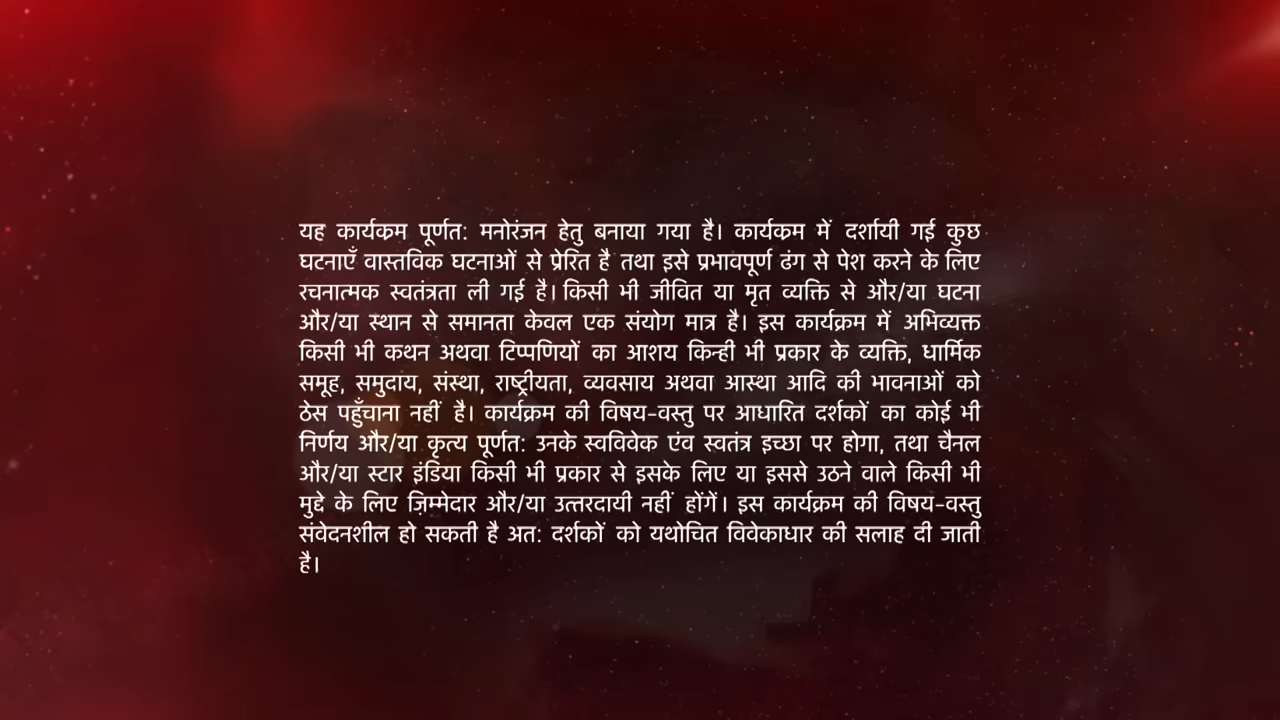 यह कार्यक्रम पूर्णत: मनोरंजन हेतु बनाया गया है। कार्यक्रम में दर्शायी गई कुछ
घटनाएँ वास्तविक घटनाओं से प्रेरित है तथा इसे प्रभावपूर्ण ढंग से पेश करने के लिए
रचनात्मक स्वतंत्रता ली गई है। किसी भी जीवित या मृत व्यक्ति से और/या घटना
और/या स्थान से समानता केवल एक संयोग मात्र है। इस कार्यक्रम में अभिव्यक्त
किसी भी कथन अथवा टिप्पणियों का आशय किन्ही भी प्रकार के व्यक्ति, धार्मिक
समूह, समुदाय, संस्था, राष्ट्रीयता, व्यवसाय अथवा आस्था आदि की भावनाओं को
ठेस पहुँचाना नहीं है। कार्यक्रम की विषय-वस्तु पर आधारित दर्शकों का कोई भी
निर्णय और/या कृत्य पूर्णत: उनके स्वविवेक एंव स्वतंत्र इच्छा पर होगा, तथा चैनल
और/या स्टार इंडिया किसी भी प्रकार से इसके लिए या इससे उठने वाले किसी भी
मुद्दे के लिए ज़िम्मेदार और/या उत्तरदायी नहीं होंगें। इस कार्यक्रम की विषय-वस्तु
संवेदनशील हो सकती है अत: दर्शकों को यथोचित विवेकाधार की सलाह दी जाती
है।